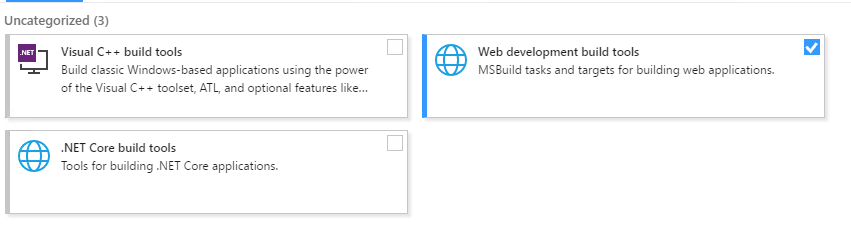 Uncategorized (3)
.NET
Visual C++ build tools
Build classic Windows-based applications using the power
of the Visual C++ toolset, ATL, and optional features like...
Web development build tools
MSBuild tasks and targets for building web applications.
.NET Core build tools
Tools for building .NET Core applications.